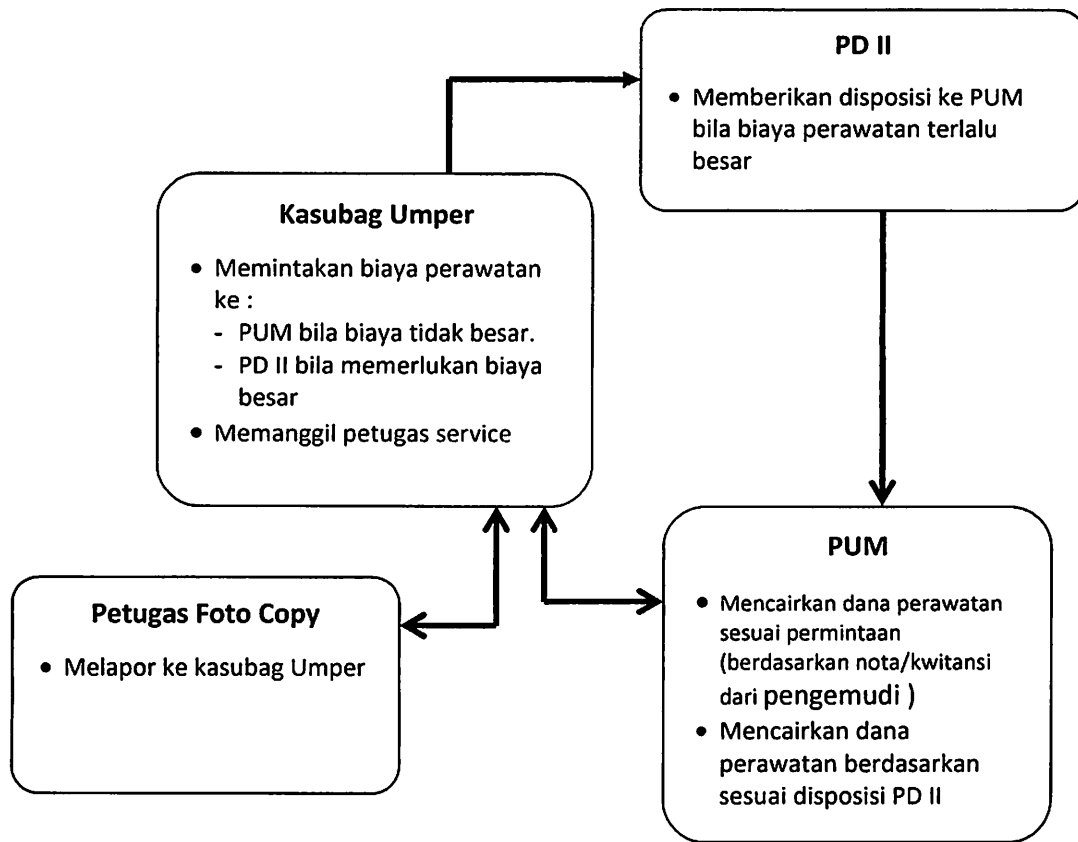 PD II
• Memberikan disposisi ke PUM
bila biaya perawatan terlalu
besar
Kasubag Umper
• Memintakan biaya perawatan
ke :
- PUM bila biaya tidak besar.
- PD II bila memerlukan biaya
besar
• Memanggil petugas service
Petugas Foto Copy
• Melapor ke kasubag Umper
PUM
• Mencairkan dana perawatan
sesuai permintaan
(berdasarkan nota/kwitansi
dari pengemudi )
• Mencairkan dana
perawatan berdasarkan
sesuai disposisi PD II